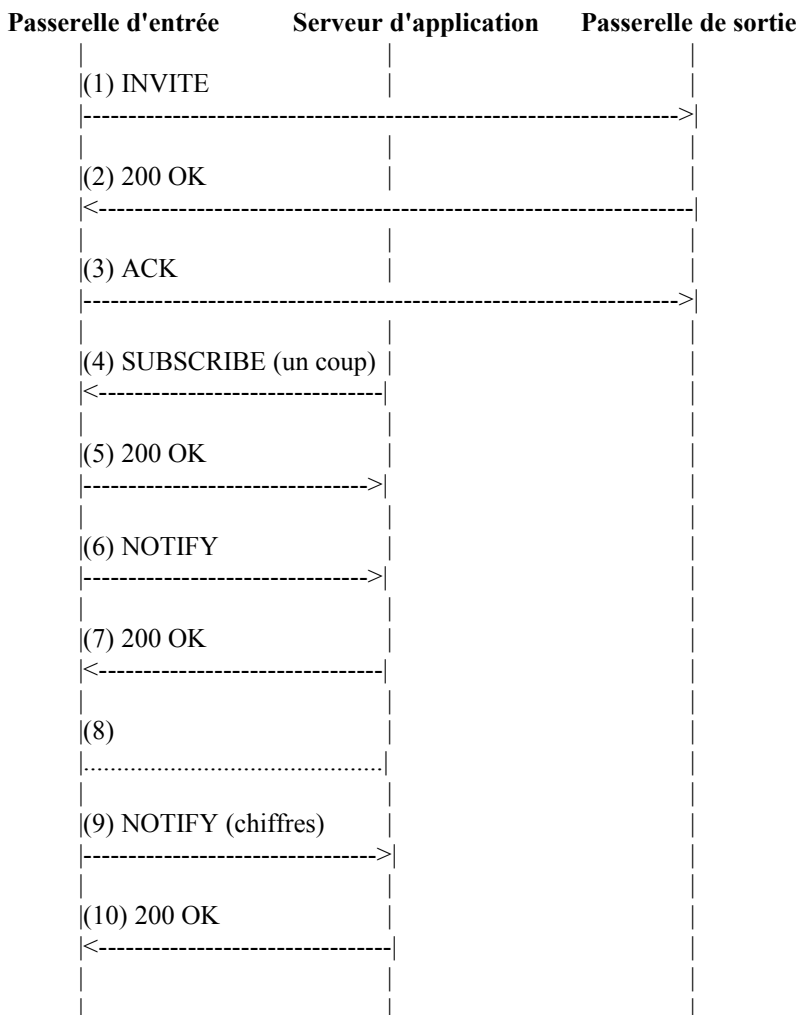 Passerelle d'entrée Serveur d'application Passerelle de sortie
(1) INVITE
(2) 200 OK
(3) ACK
(4) SUBSCRIBE (un coup)
(5) 200 OK
(6) NOTIFY
(7) 200 OK
(8)
(9) NOTIFY (chiffres)
(10) 200 OK